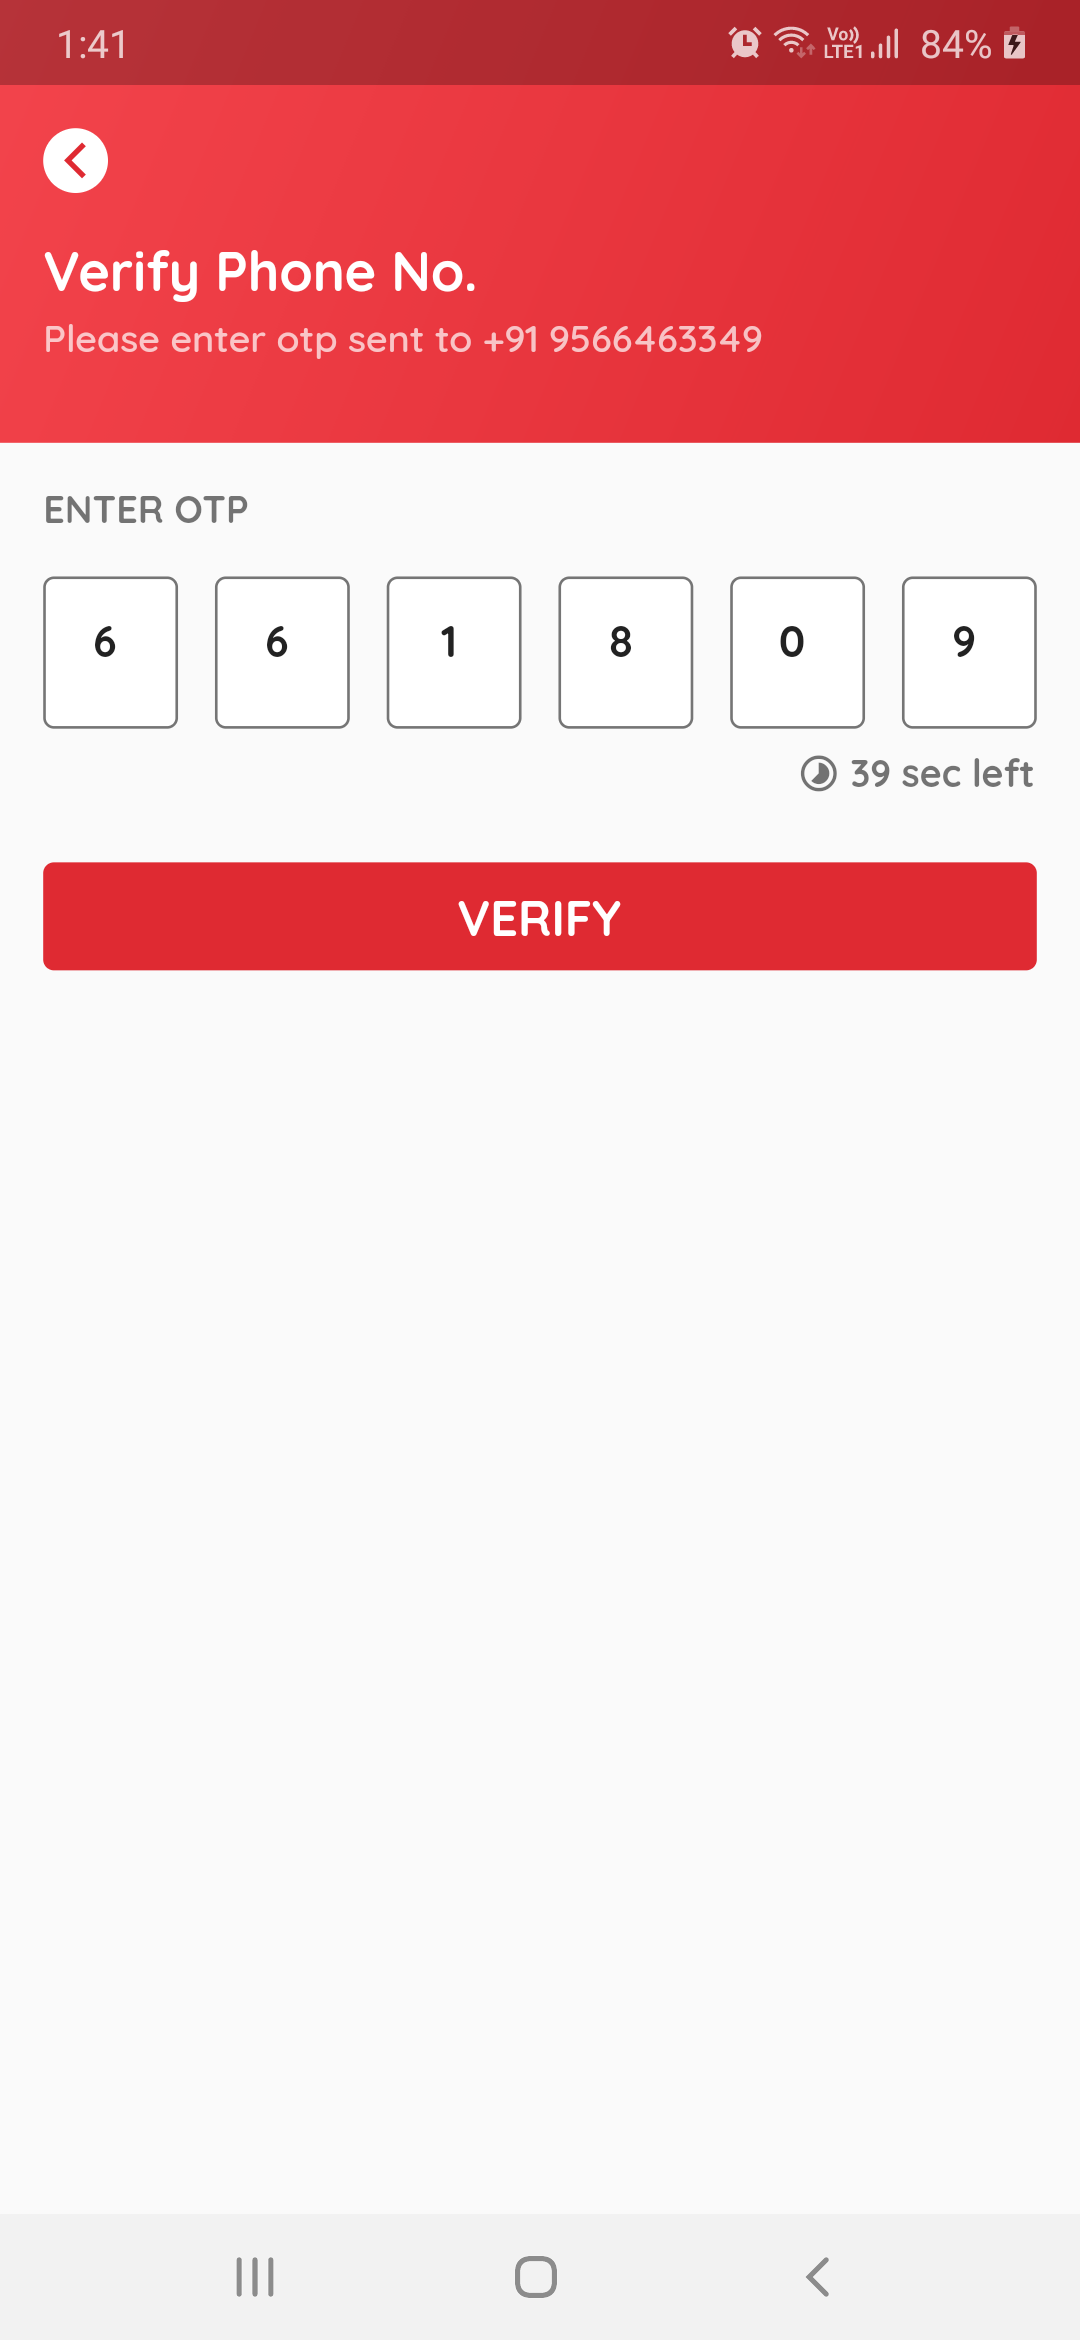 1:41 Vo)) LTE1 84%
Verify Phone No.
Please enter otp sent to +91 9566463349
ENTER OTP
6 6 1 8 0 9
39 sec left
VERIFY